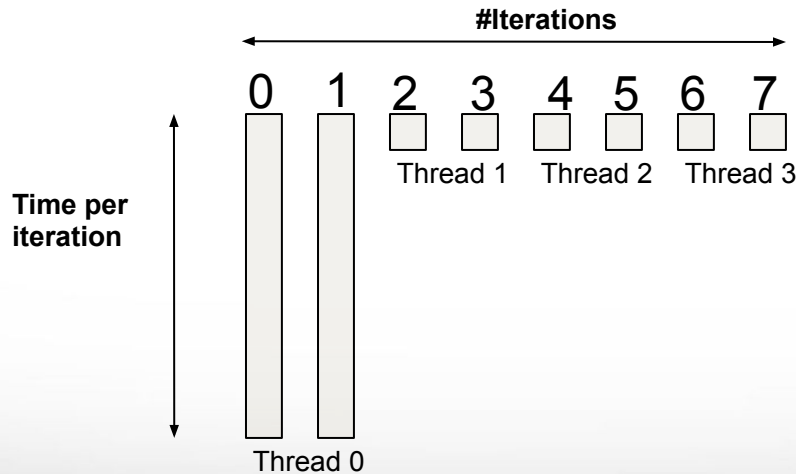 #Iterations
0 1 2 3 4 5 6 7
Thread 1 Thread 2 Thread 3
Time per
iteration
Thread 0